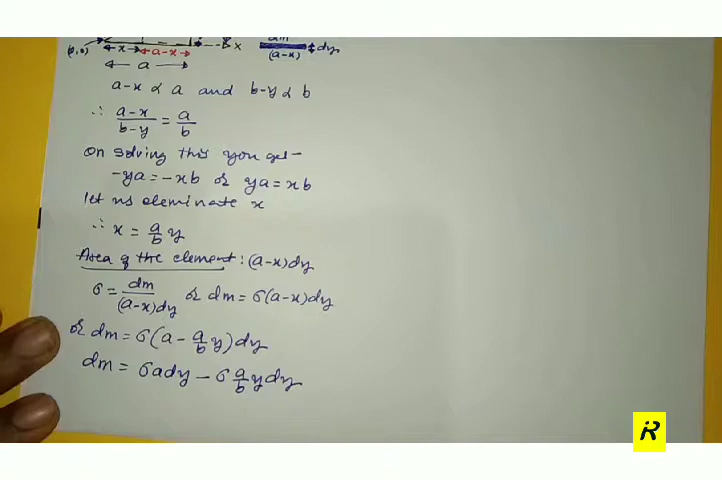 (0,0) x a-x X dm dy
a (a-x)
a-x α a and b-y α b
∴ a-x/b-y = a/b
On solving this you get-
-ya = -xb or ya = xb
let us eleminate x
∴ x = a/b y
Area of the element : (a-x)dy
σ = dm/(a-x)dy or dm = σ(a-x)dy
or dm = σ(a - a/b y)dy
dm = σady - σ a/b ydy
R